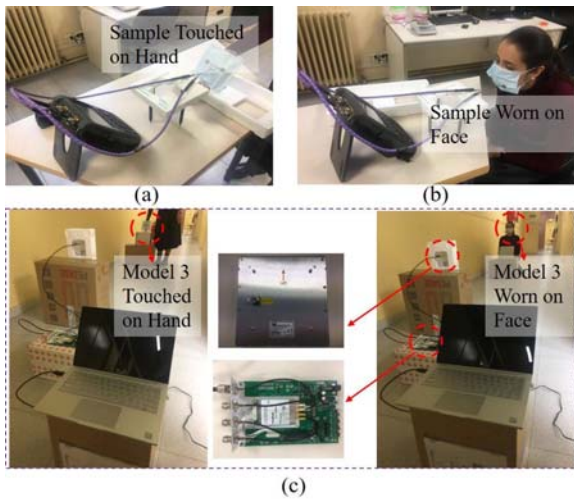 Sample Touched
on Hand
Sample Worn on
Face
(a)
(b)
Model 3
Touched
on Hand
Model 3
Worn on
Face
(c)